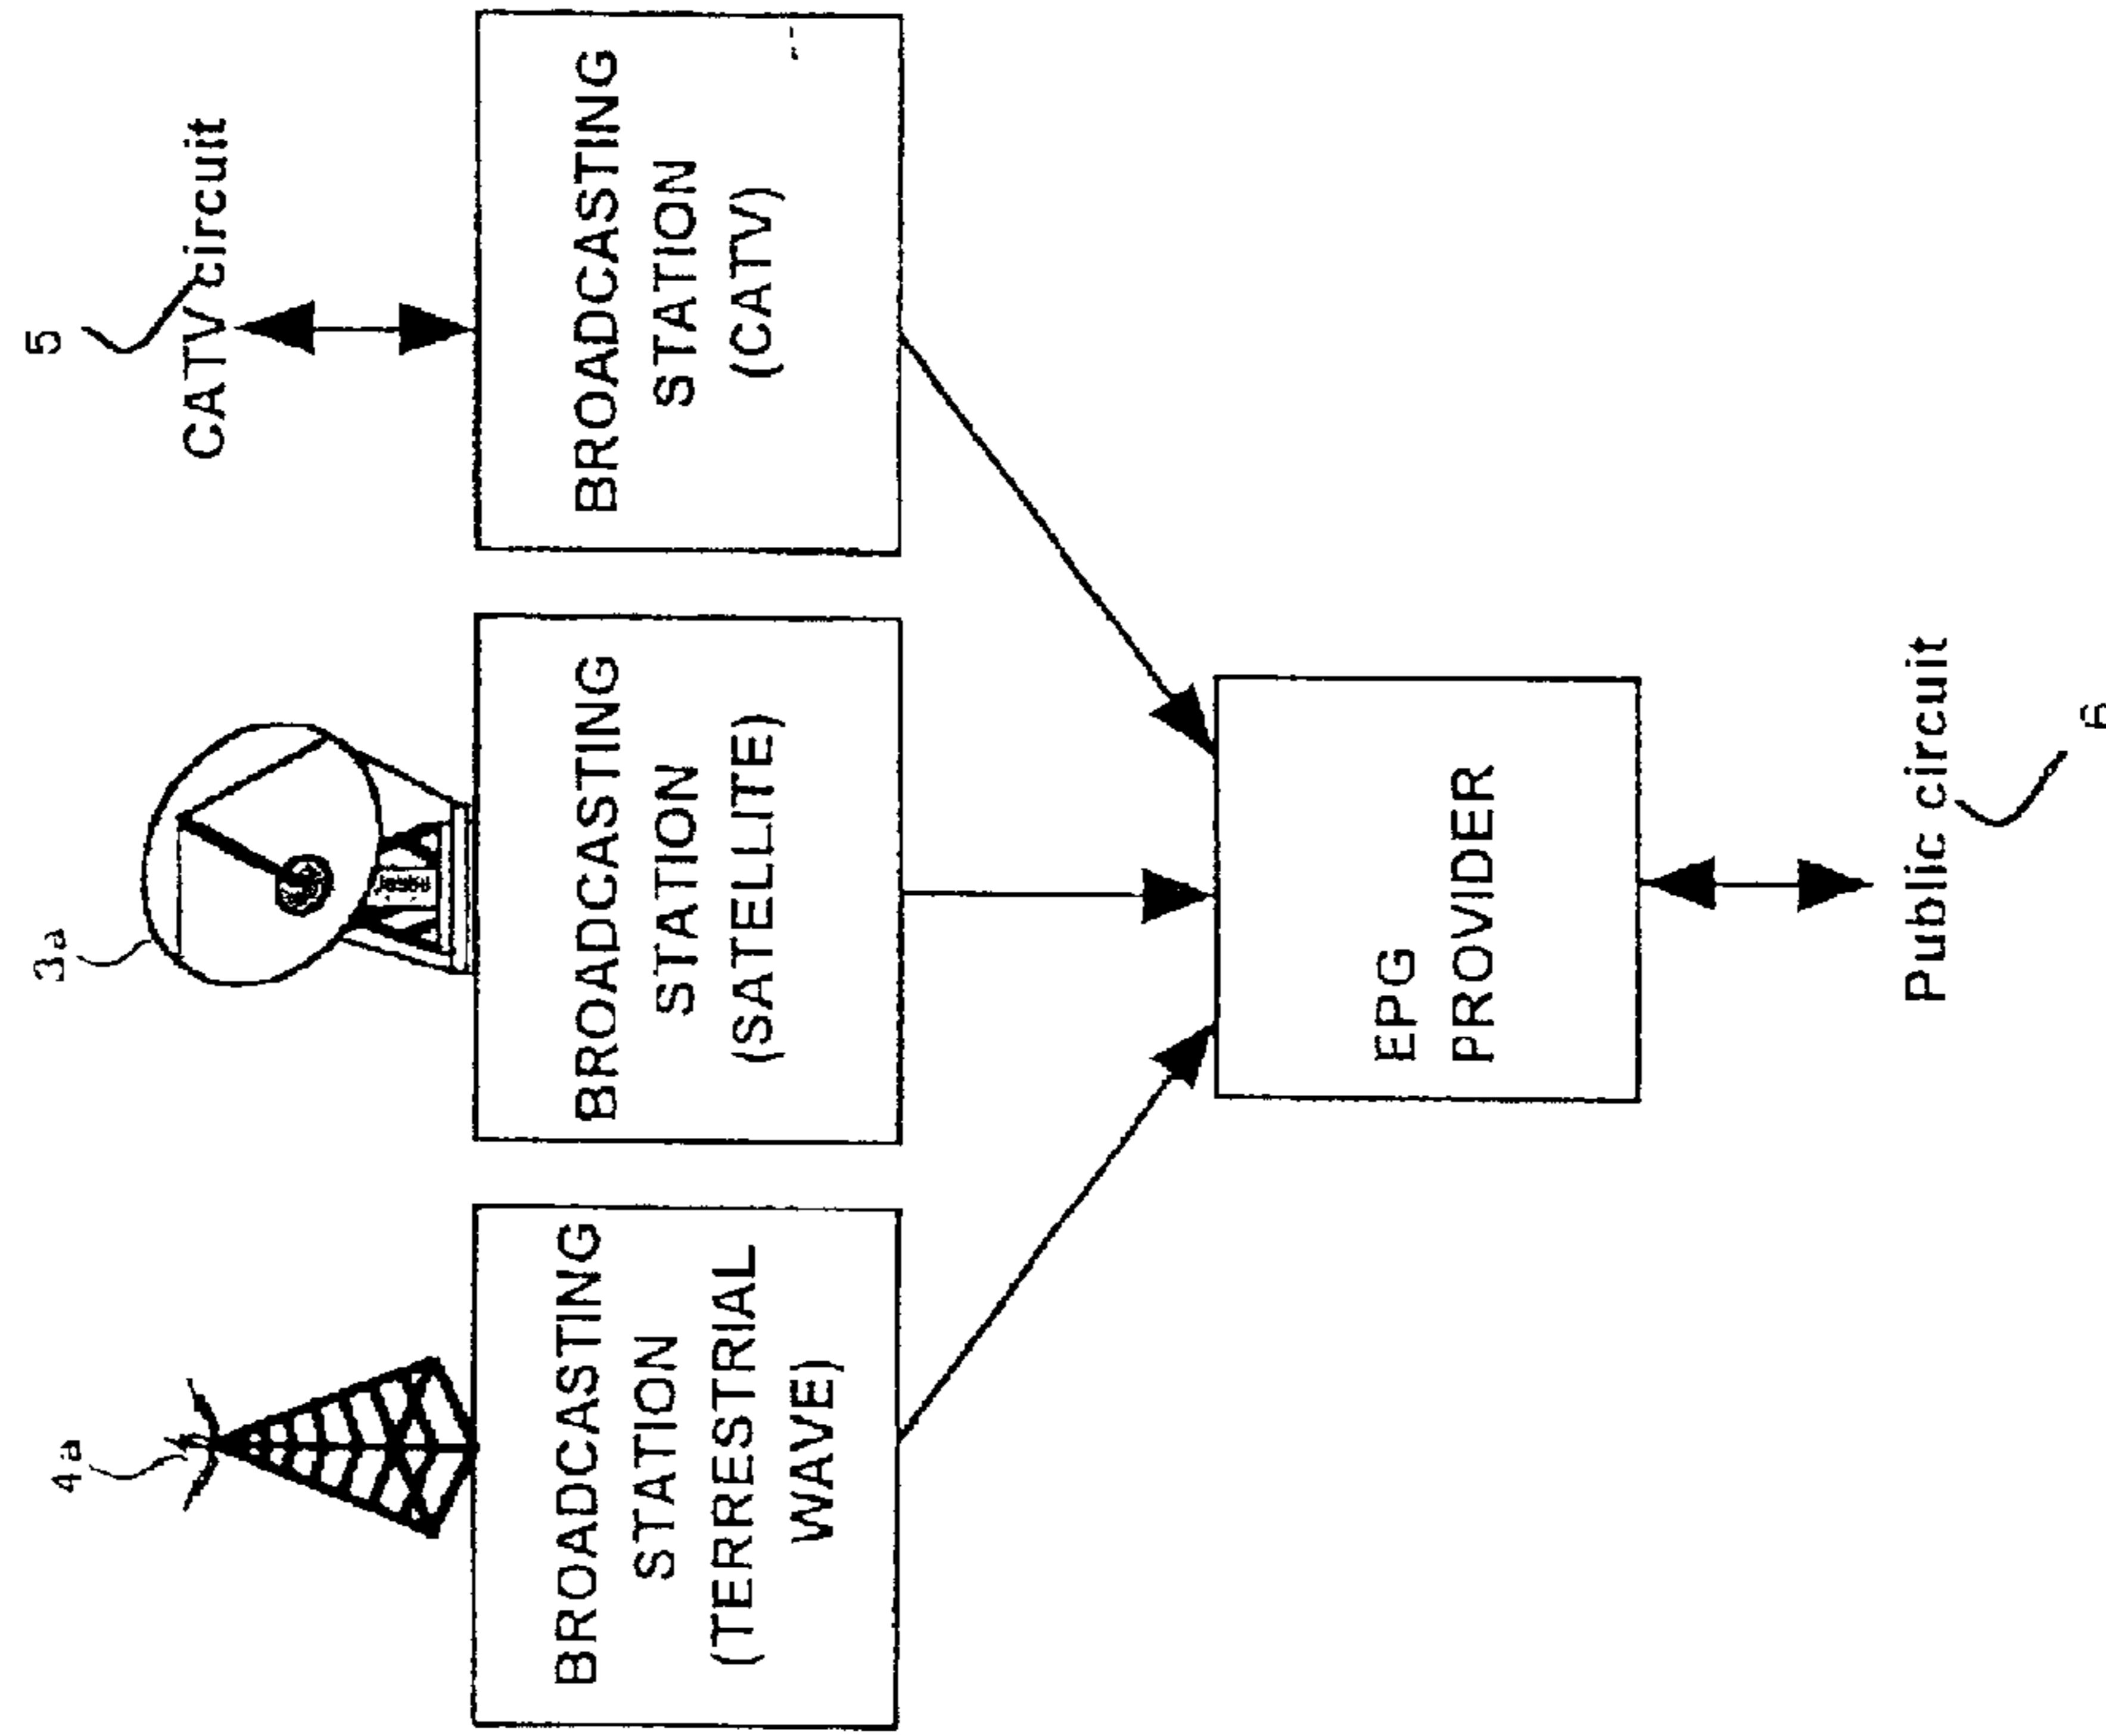 4a
BROADCASTING
STATION
(TERRESTRIAL
WAVE)
3a
BROADCASTING
STATION
(SATELLITE)
5
CATV circuit
BROADCASTING
STATION
(CATV)
EPG
PROVIDER
Public circuit
6